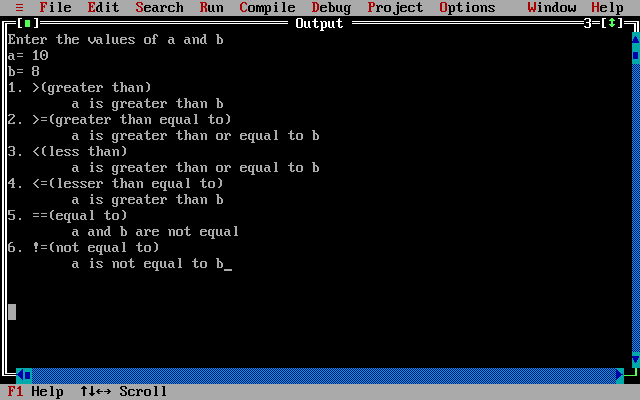 ≡ File Edit Search Run Compile Debug Project Options Window Help
[■] Output 3=[↕]
Enter the values of a and b
a= 10
b= 8
1. >(greater than)
a is greater than b
2. >=(greater than equal to)
a is greater than or equal to b
3. <(less than)
a is greater than or equal to b
4. <=(lesser than equal to)
a is greater than b
5. ==(equal to)
a and b are not equal
6. !=(not equal to)
a is not equal to b_
F1 Help ↑↓←→ Scroll